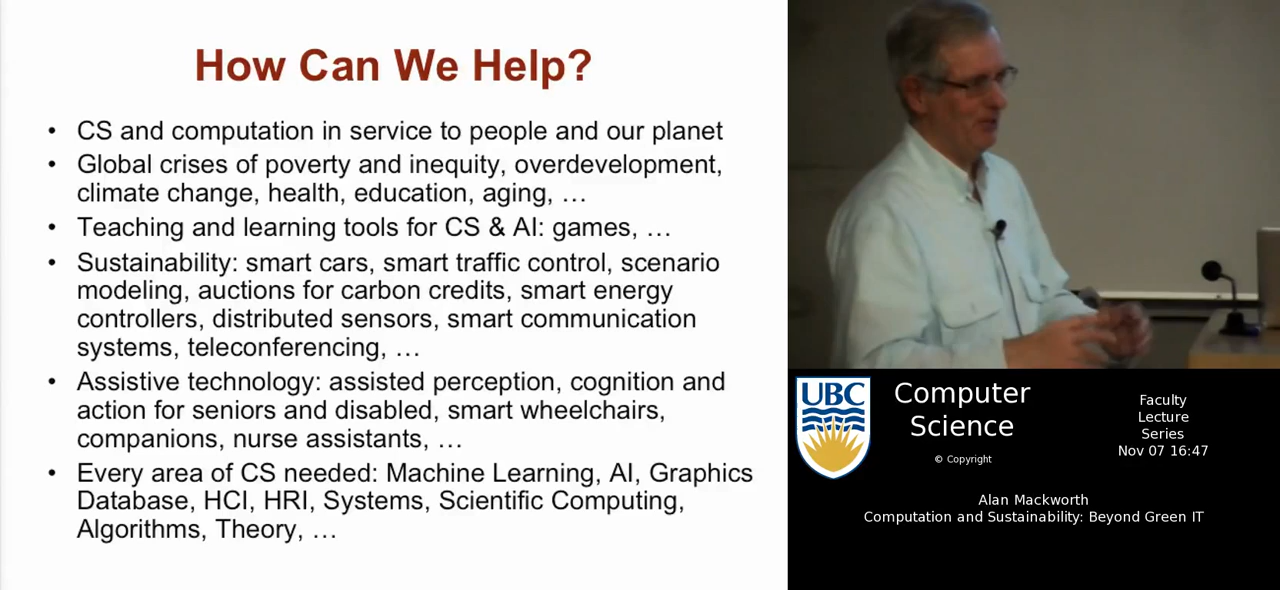 How Can We Help?
• CS and computation in service to people and our planet
• Global crises of poverty and inequity, overdevelopment,
climate change, health, education, aging, …
• Teaching and learning tools for CS & AI: games, …
• Sustainability: smart cars, smart traffic control, scenario
modeling, auctions for carbon credits, smart energy
controllers, distributed sensors, smart communication
systems, teleconferencing, …
• Assistive technology: assisted perception, cognition and
action for seniors and disabled, smart wheelchairs,
companions, nurse assistants, …
• Every area of CS needed: Machine Learning, AI, Graphics
Database, HCI, HRI, Systems, Scientific Computing,
Algorithms, Theory, …
UBC
Computer
Science
© Copyright
Faculty
Lecture
Series
Nov 07 16:47
Alan Mackworth
Computation and Sustainability: Beyond Green IT